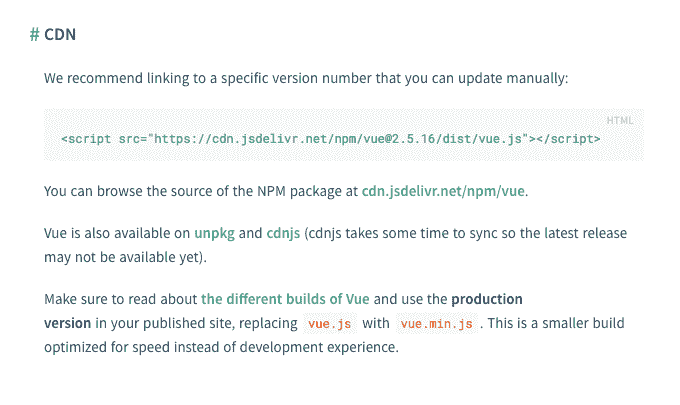 # CDN
We recommend linking to a specific version number that you can update manually:
HTML
<script src="https://cdn.jsdelivr.net/npm/vue@2.5.16/dist/vue.js"></script>
You can browse the source of the NPM package at cdn.jsdelivr.net/npm/vue.
Vue is also available on unpkg and cdnjs (cdnjs takes some time to sync so the latest release
may not be available yet).
Make sure to read about the different builds of Vue and use the production
version in your published site, replacing vue.js with vue.min.js . This is a smaller build
optimized for speed instead of development experience.